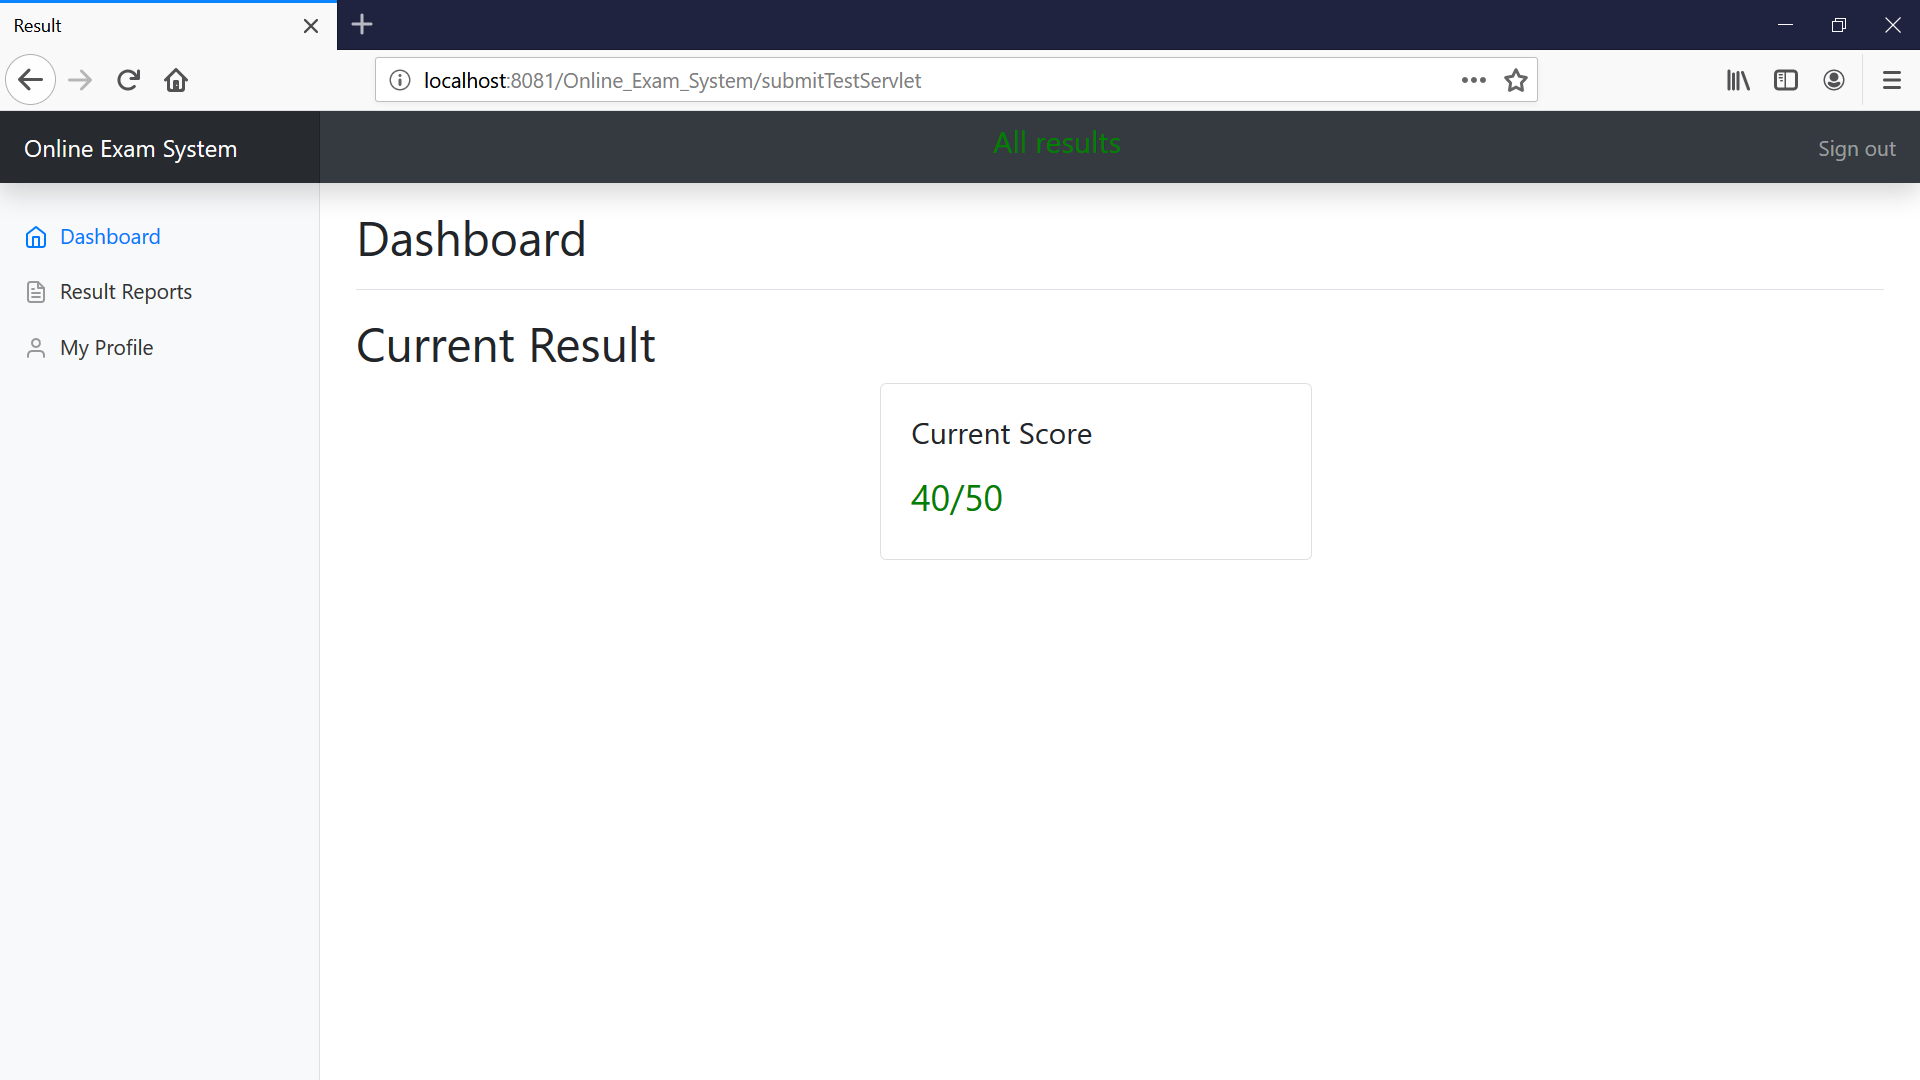 Result
localhost:8081/Online_Exam_System/submitTestServlet
Online Exam System
All results
Sign out
Dashboard
Result Reports
My Profile
Dashboard
Current Result
Current Score
40/50